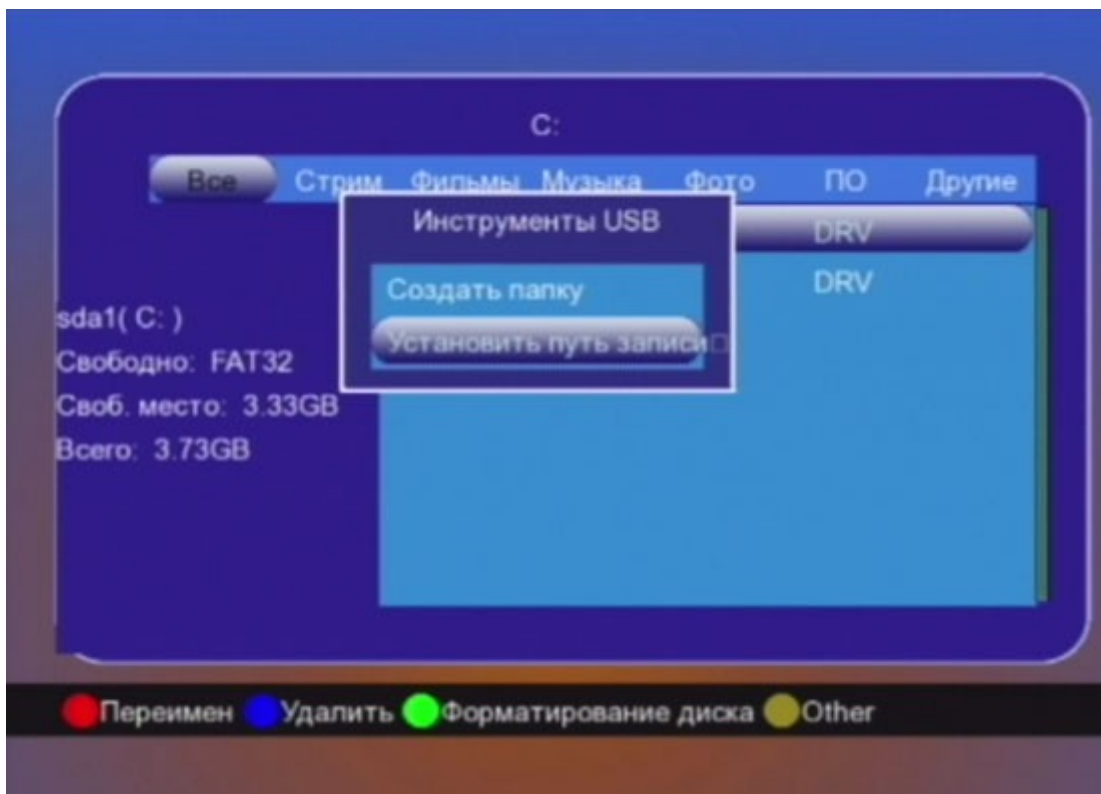 C:
Все Стрим Фильмы Музыка Фото ПО Другие
Инструменты USB
DRV
DRV
Создать папку
Установить путь записи
sda1( C: )
Свободно: FAT32
Своб. место: 3.33GB
Всего: 3.73GB
Переимен Удалить Форматирование диска Other